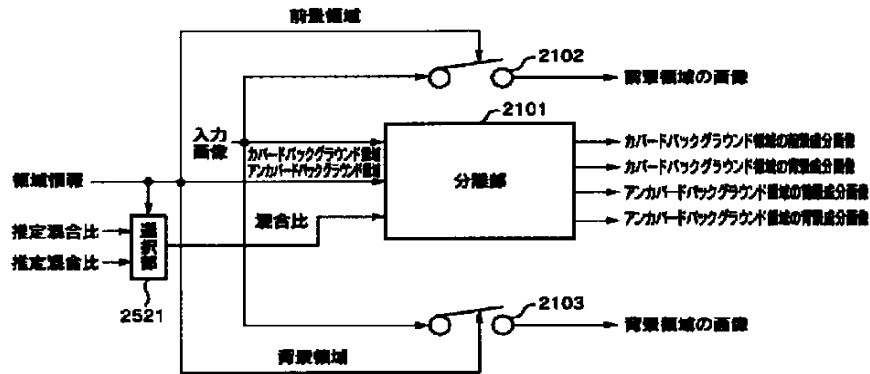 前景領域
2102
前景領域の画像
2101
入力
画像
カバードバックグラウンド領域
アンカバードバックグラウンド領域
分離部
カバードバックグラウンド領域の前景成分画像
カバードバックグラウンド領域の背景成分画像
アンカバードバックグラウンド領域の前景成分画像
アンカバードバックグラウンド領域の背景成分画像
領域情報
混合比
推定混合比
推定混合比
選択部
2521
2103
背景領域の画像
背景領域